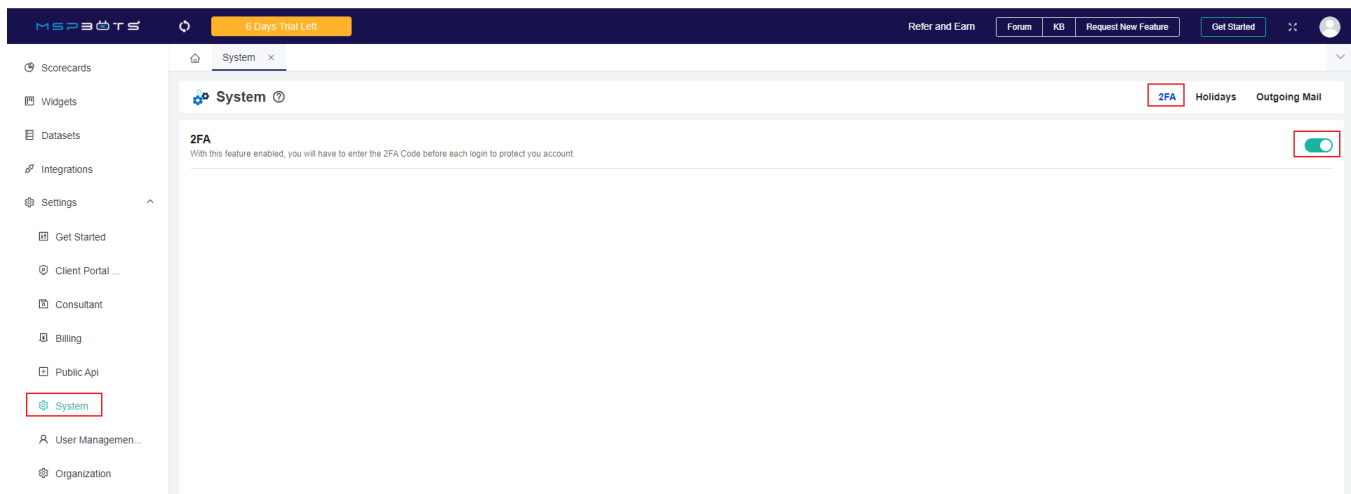 MSPBOTS
6 Days Trial Left
Refer and Earn
Forum
KB
Request New Feature
Get Started
Scorecards
Widgets
Datasets
Integrations
Settings
Get Started
Client Portal ...
Consultant
Billing
Public Api
System
User Managemen...
Organization
System ×
System
2FA
Holidays
Outgoing Mail
2FA
With this feature enabled, you will have to enter the 2FA Code before each login to protect you account.